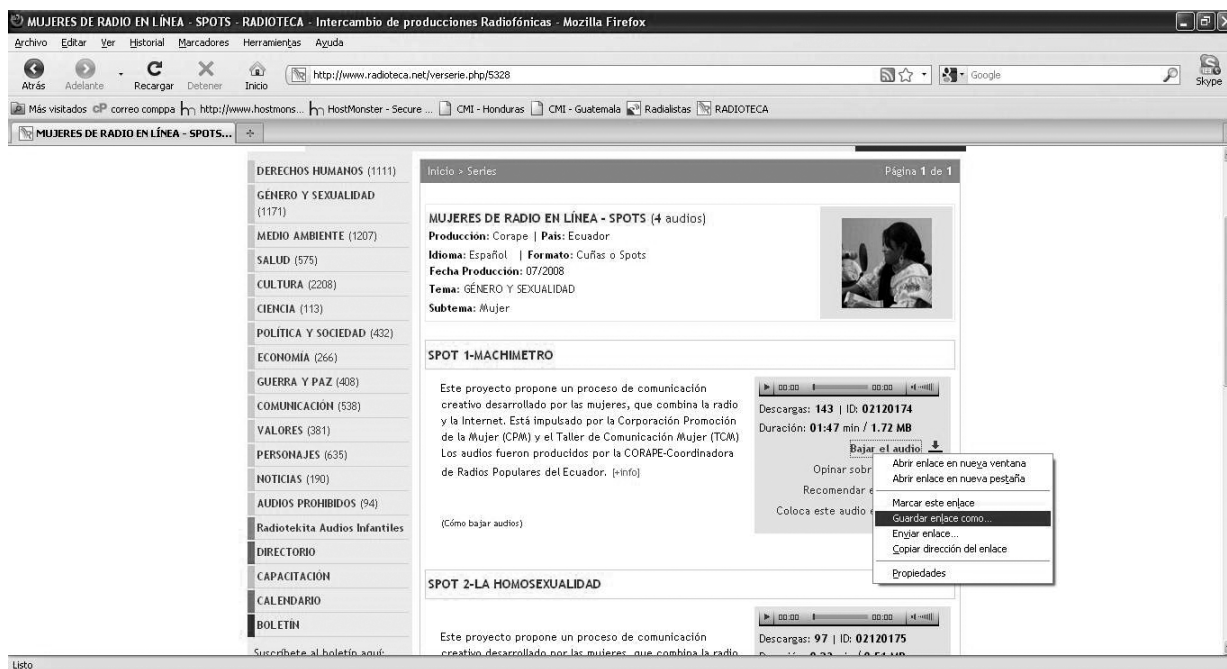 MUJERES DE RADIO EN LÍNEA - SPOTS - RADIOTECA - Intercambio de producciones Radiofónicas - Mozilla Firefox
Archivo Editar Ver Historial Marcadores Herramientas Ayuda
Atrás Adelante Recargar Detener Inicio
http://www.radioteca.net/verserie.php/5328
Google
Skype
Más visitados cP correo comppa http://www.hostmons... HostMonster - Secure ... CMI - Honduras CMI - Guatemala Radialistas RADIOTECA
MUJERES DE RADIO EN LÍNEA - SPOTS...
DERECHOS HUMANOS (1111)
GÉNERO Y SEXUALIDAD
(1171)
MEDIO AMBIENTE (1207)
SALUD (575)
CULTURA (2208)
CIENCIA (113)
POLÍTICA Y SOCIEDAD (432)
ECONOMÍA (266)
GUERRA Y PAZ (408)
COMUNICACIÓN (538)
VALORES (381)
PERSONAJES (635)
NOTICIAS (190)
AUDIOS PROHIBIDOS (94)
Radiotekita Audios Infantiles
DIRECTORIO
CAPACITACIÓN
CALENDARIO
BOLETÍN
Suscríbete al boletín aquí:
Inicio > Series
Página 1 de 1
MUJERES DE RADIO EN LÍNEA - SPOTS (4 audios)
Producción: Corape | País: Ecuador
Idioma: Español | Formato: Cuñas o Spots
Fecha Producción: 07/2008
Tema: GÉNERO Y SEXUALIDAD
Subtema: Mujer
SPOT 1-MACHIMETRO
Este proyecto propone un proceso de comunicación
creativo desarrollado por las mujeres, que combina la radio
y la Internet. Está impulsado por la Corporación Promoción
de la Mujer (CPM) y el Taller de Comunicación Mujer (TCM)
Los audios fueron producidos por la CORAPE-Coordinadora
de Radios Populares del Ecuador. [+info]
(Cómo bajar audios)
00:00 00:00
Descargas: 143 | ID: 02120174
Duración: 01:47 min / 1.72 MB
Bajar el audio
Opinar sobr
Recomendar e
Coloca este audio
Abrir enlace en nueva ventana
Abrir enlace en nueva pestaña
Marcar este enlace
Guardar enlace como...
Enviar enlace...
Copiar dirección del enlace
Propiedades
SPOT 2-LA HOMOSEXUALIDAD
Este proyecto propone un proceso de comunicación
creativo desarrollado por las mujeres, que combina la radio
00:00 00:00
Descargas: 97 | ID: 02120175
Listo